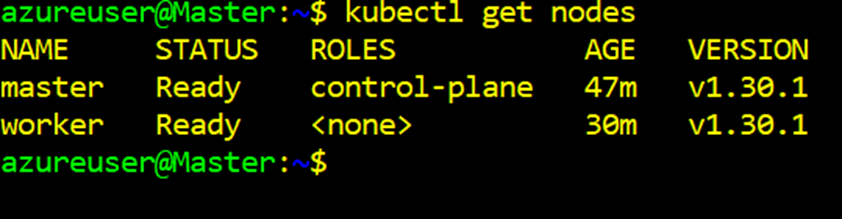 azureuser@Master:~$ kubectl get nodes
NAME     STATUS   ROLES           AGE   VERSION
master   Ready    control-plane   47m   v1.30.1
worker   Ready    <none>          30m   v1.30.1
azureuser@Master:~$